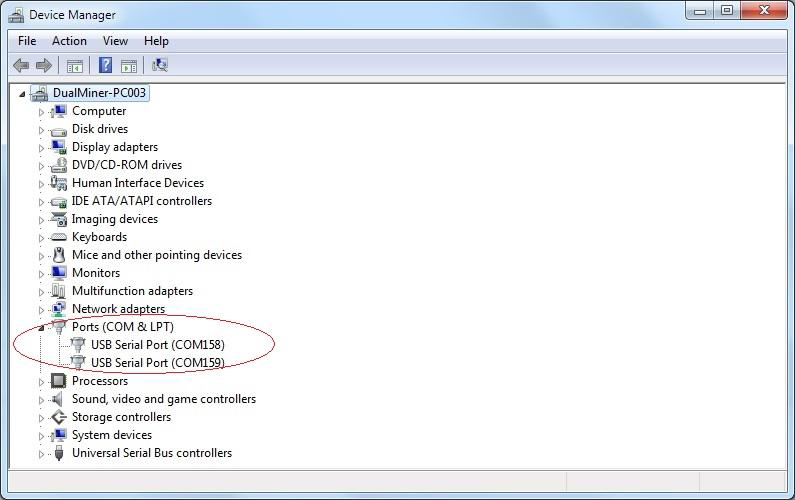 Device Manager
File Action View Help
DualMiner-PC003
Computer
Disk drives
Display adapters
DVD/CD-ROM drives
Human Interface Devices
IDE ATA/ATAPI controllers
Imaging devices
Keyboards
Mice and other pointing devices
Monitors
Multifunction adapters
Network adapters
Ports (COM & LPT)
USB Serial Port (COM158)
USB Serial Port (COM159)
Processors
Sound, video and game controllers
Storage controllers
System devices
Universal Serial Bus controllers